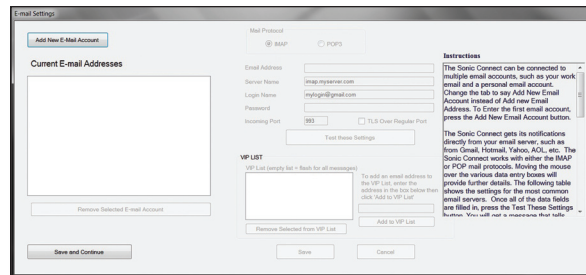 E-mail Settings
Add New E-Mail Account
Current E-mail Addresses
Remove Selected E-mail Account
Save and Continue
Mail Protocol
IMAP
POP3
Email Address
Server Name
imap.myserver.com
Login Name
mylogin@gmail.com
Password
Incoming Port
993
TLS Over Regular Port
Test these Settings
VIP LIST
VIP List (empty list = flash for all messages)
To add an email address to
the VIP List, enter the
address in the box below then
click 'Add to VIP List'
Add to VIP List
Remove Selected from VIP List
Save
Cancel
Instructions
The Sonic Connect can be connected to
multiple email accounts, such as your work
email and a personal email account.
Change the tab to say Add New Email
Account instead of Add new Email
Address. To Enter the first email account,
press the Add New Email Account button.
The Sonic Connect gets its notifications
directly from your email server, such as
from Gmail, Hotmail, Yahoo, AOL, etc. The
Sonic Connect works with either the IMAP
or POP mail protocols. Moving the mouse
over the various data entry boxes will
provide further details. The following table
shows the settings for the most common
email servers. Once all of the data fields
are filled in, press the Test These Settings
button. You will get a message that tells